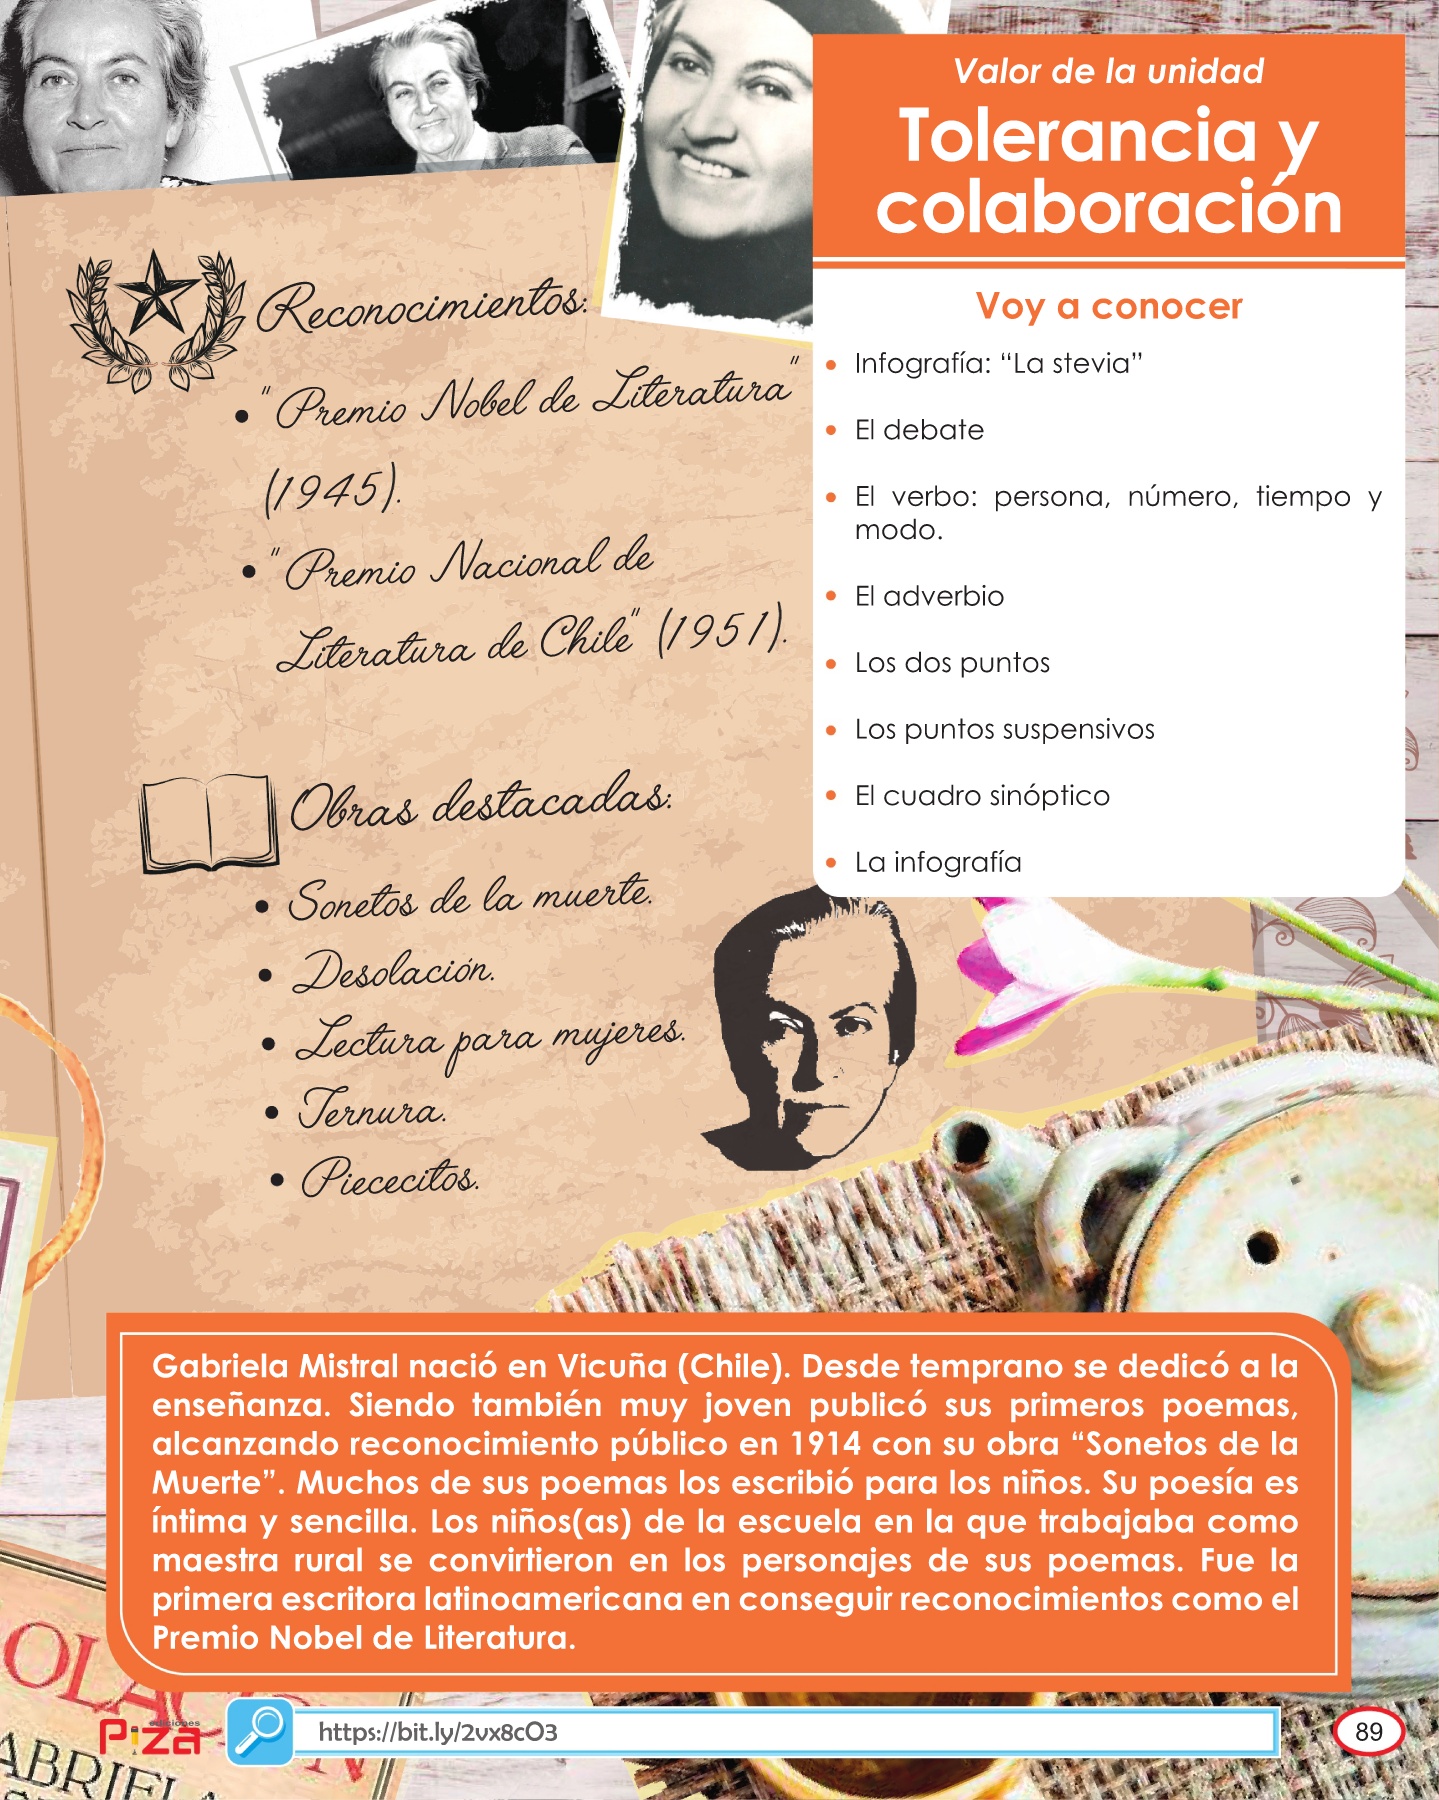 Valor de la unidad
Tolerancia y
colaboración
Voy a conocer
• Infografía: “La stevia”
• El debate
• El verbo: persona, número, tiempo y
modo.
• El adverbio
• Los dos puntos
• Los puntos suspensivos
• El cuadro sinóptico
• La infografía
Reconocimientos:
• "Premio Nobel de Literatura"
(1945).
• "Premio Nacional de
Literatura de Chile" (1951).
Obras destacadas:
• Sonetos de la muerte.
• Desolación.
• Lectura para mujeres.
• Ternura.
• Piececitos.
Gabriela Mistral nació en Vicuña (Chile). Desde temprano se dedicó a la
enseñanza. Siendo también muy joven publicó sus primeros poemas,
alcanzando reconocimiento público en 1914 con su obra “Sonetos de la
Muerte”. Muchos de sus poemas los escribió para los niños. Su poesía es
íntima y sencilla. Los niños(as) de la escuela en la que trabajaba como
maestra rural se convirtieron en los personajes de sus poemas. Fue la
primera escritora latinoamericana en conseguir reconocimientos como el
Premio Nobel de Literatura.
ediciones
Piza
https://bit.ly/2vx8cO3
89